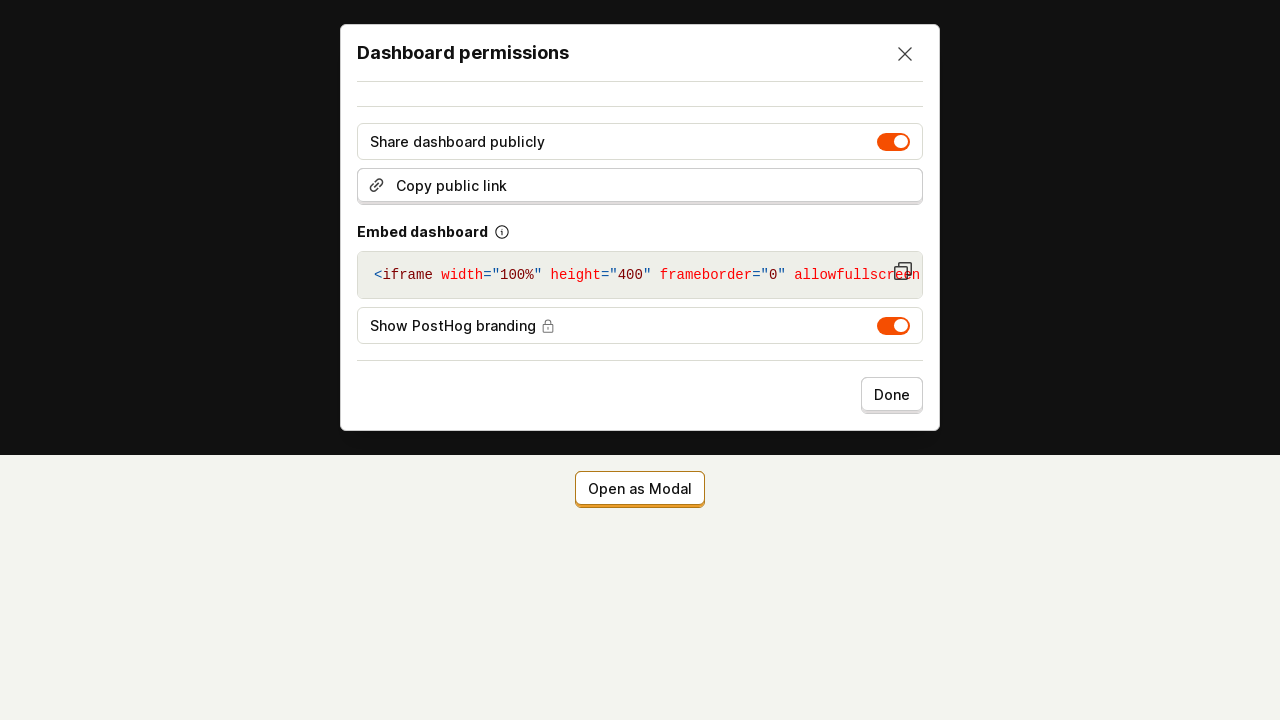 Dashboard permissions
Share dashboard publicly
Copy public link
Embed dashboard
<iframe width="100%" height="400" frameborder="0" allowfullscreen
Show PostHog branding
Done
Open as Modal